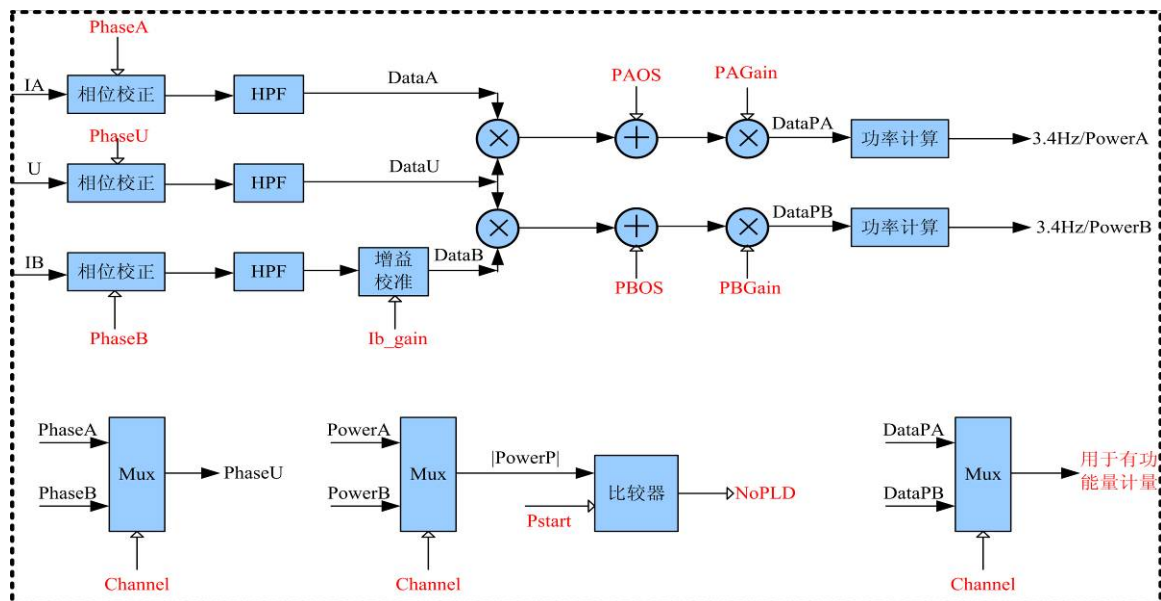 PhaseA
IA
相位校正
HPF
DataA
PAOS
PAGain
DataPA
功率计算
3.4Hz/PowerA
PhaseU
U
相位校正
HPF
DataU
DataPB
功率计算
3.4Hz/PowerB
IB
相位校正
HPF
增益
校准
DataB
PBOS
PBGain
PhaseB
Ib_gain
PhaseA
PhaseB
Mux
PhaseU
Channel
PowerA
PowerB
Mux
|PowerP|
Pstart
比较器
NoPLD
Channel
DataPA
DataPB
Mux
用于有功
能量计量
Channel